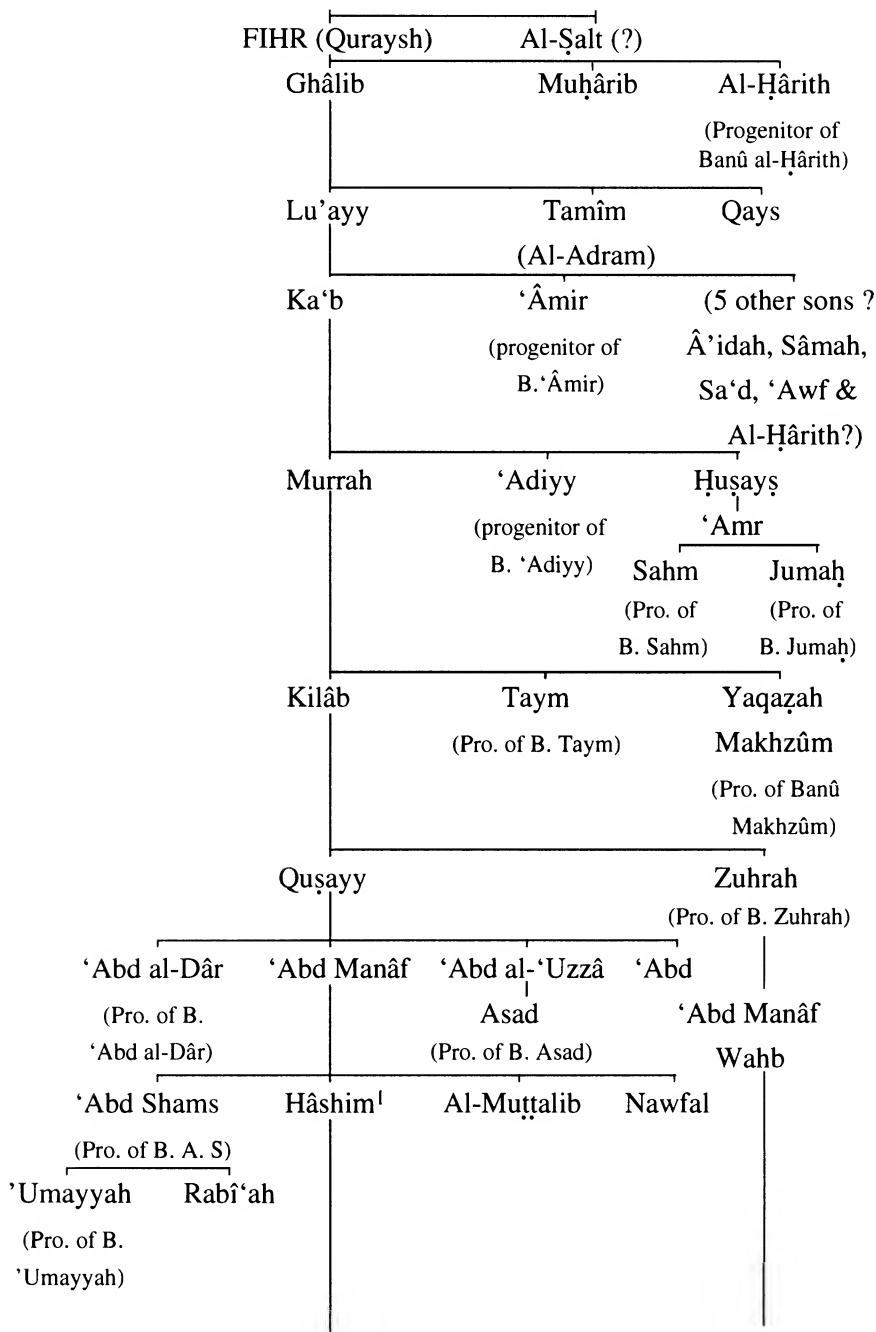 FIHR (Quraysh) Al-Ṣalt (?)
Ghâlib Muḥârib Al-Ḥârith
(Progenitor of
Banû al-Ḥârith)
Lu’ayy Tamîm Qays
(Al-Adram)
Ka‘b ‘Âmir (5 other sons ?
(progenitor of Â’idah, Sâmah,
B.‘Âmir) Sa‘d, ‘Awf &
Al-Ḥârith?)
Murrah ‘Adiyy Ḥuṣayṣ
(progenitor of ‘Amr
B. ‘Adiyy) Sahm Jumaḥ
(Pro. of (Pro. of
B. Sahm) B. Jumaḥ)
Kilâb Taym Yaqaẓah
(Pro. of B. Taym) Makhzûm
(Pro. of Banû
Makhzûm)
Quṣayy Zuhrah
(Pro. of B. Zuhrah)
‘Abd al-Dâr ‘Abd Manâf ‘Abd al-‘Uzzâ ‘Abd
(Pro. of B. Asad ‘Abd Manâf
‘Abd al-Dâr) (Pro. of B. Asad) Wahb
‘Abd Shams Hâshim¹ Al-Muṭṭalib Nawfal
(Pro. of B. A. S)
’Umayyah Rabî‘ah
(Pro. of B.
’Umayyah)